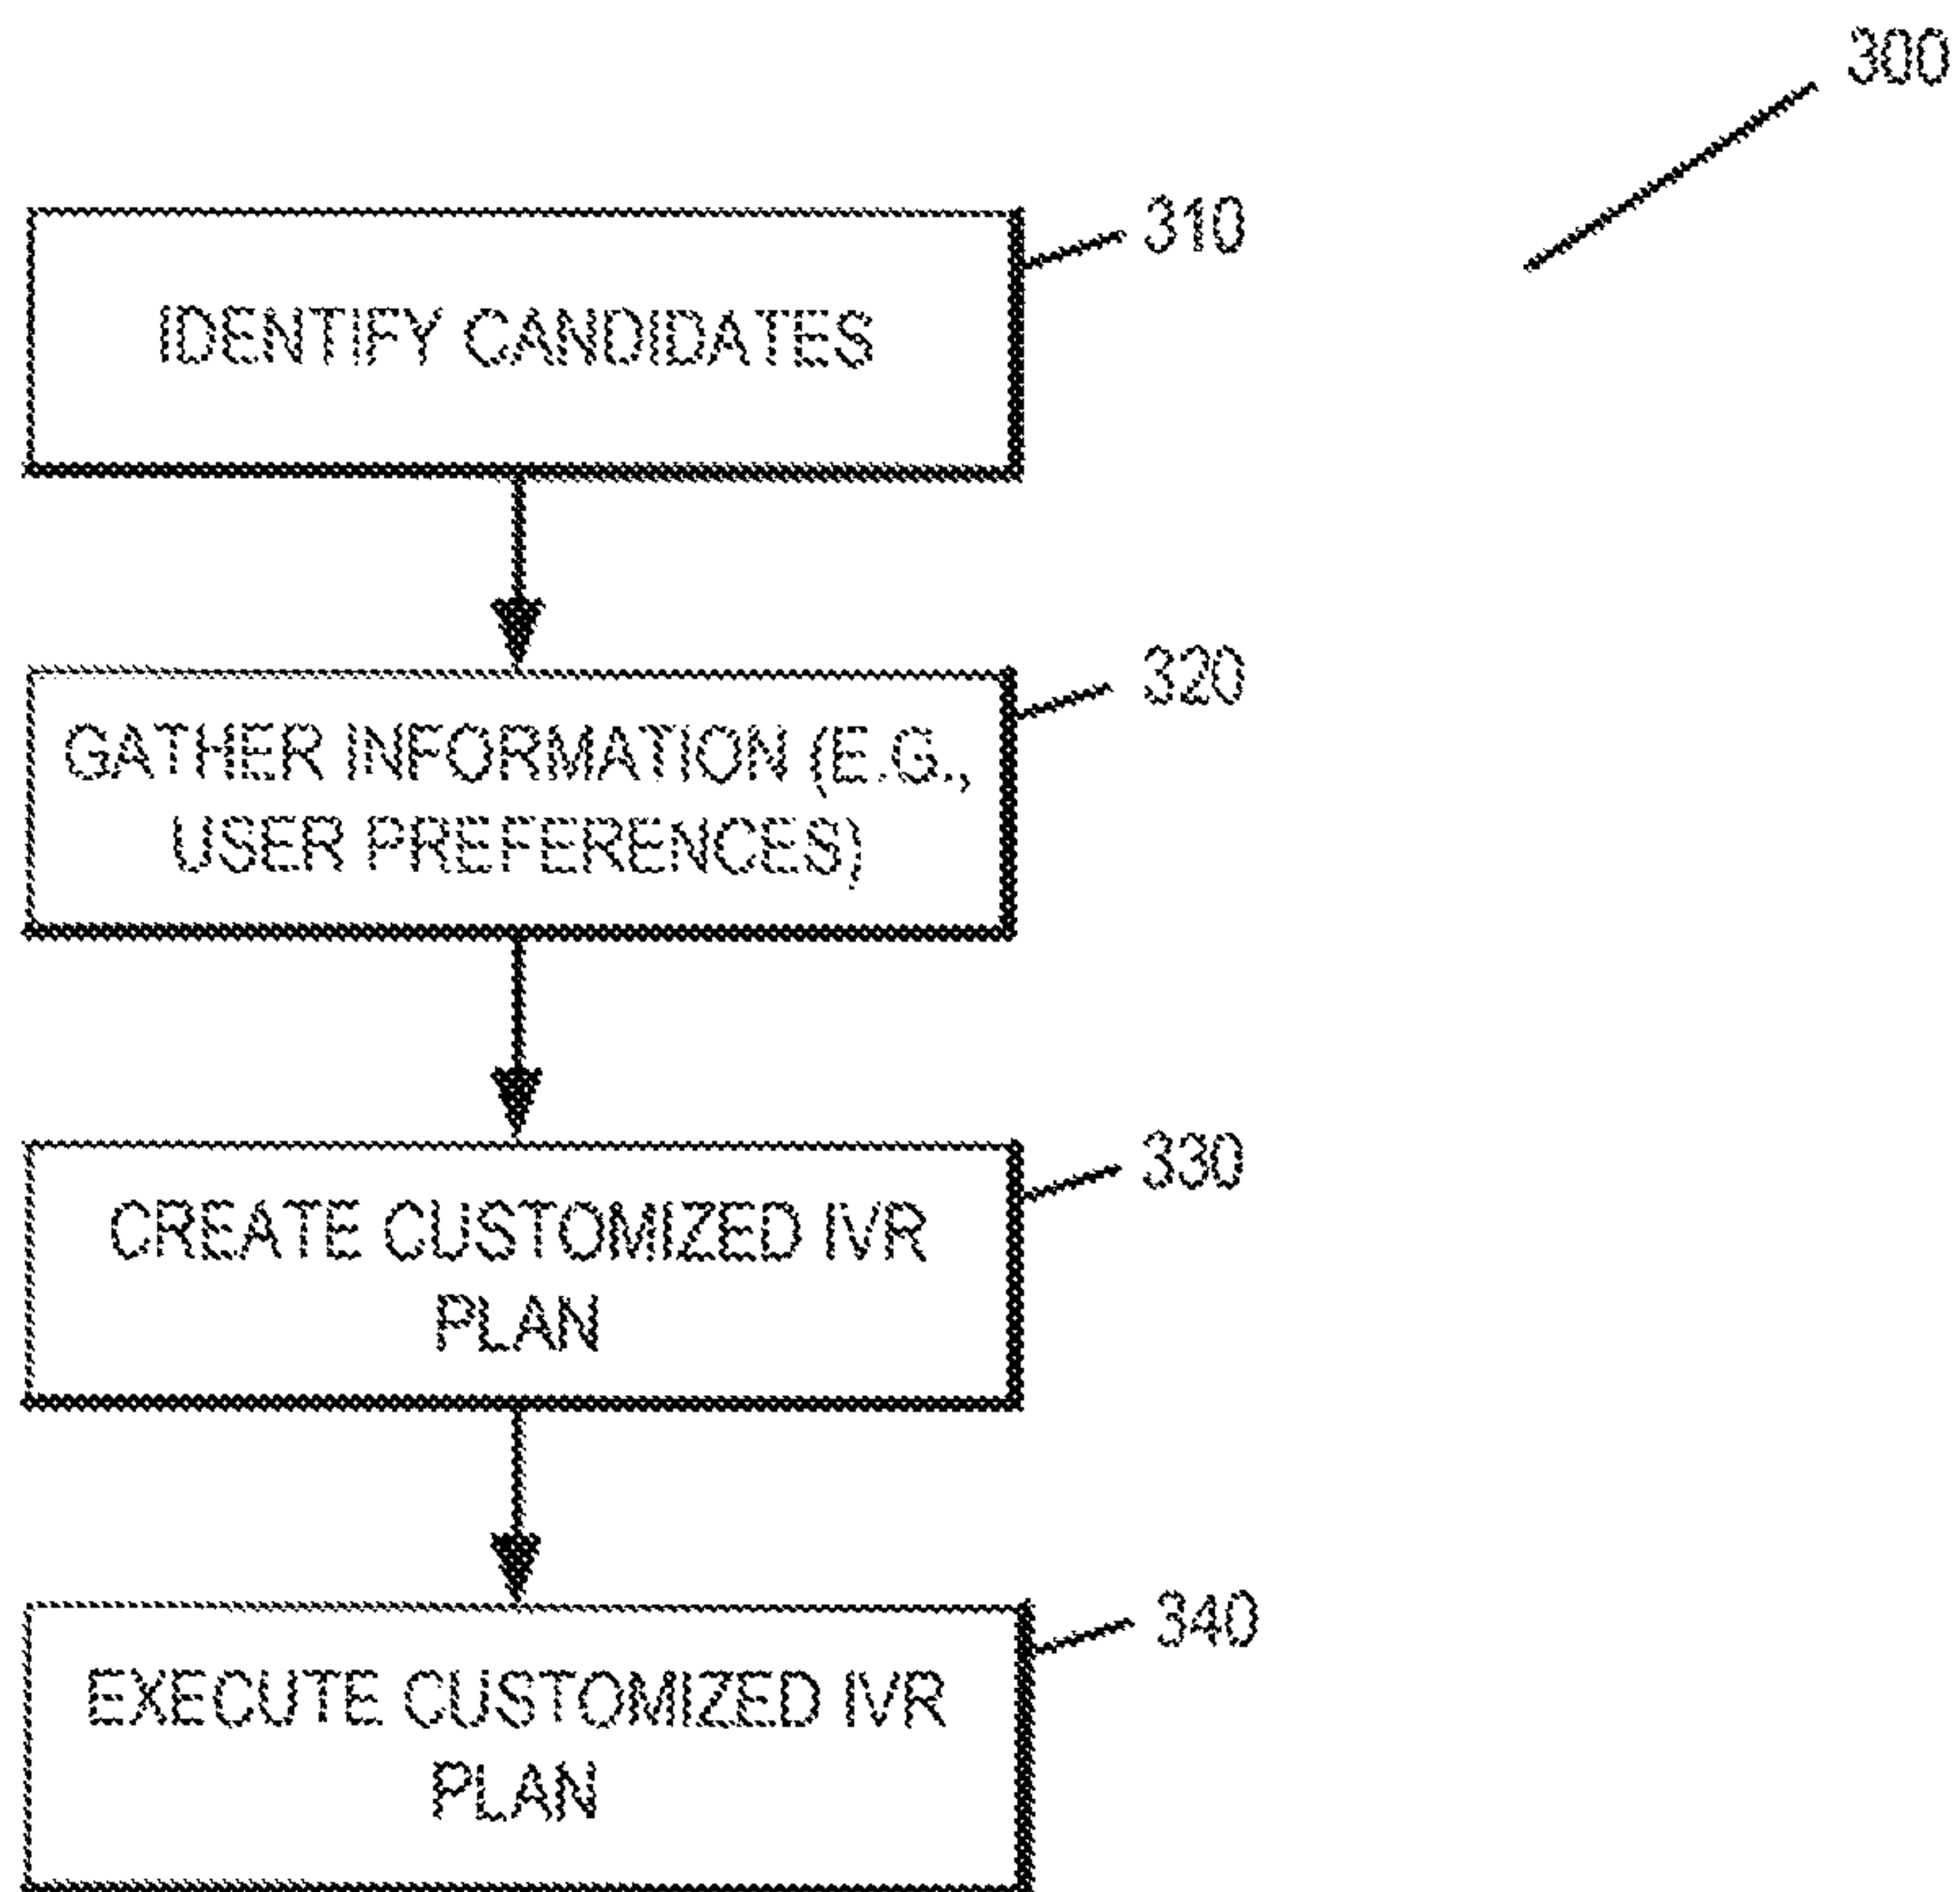 300
310
IDENTIFY CANDIDATES
320
GATHER INFORMATION (E.G.,
USER PREFERENCES)
330
CREATE CUSTOMIZED IVR
PLAN
340
EXECUTE CUSTOMIZED IVR
PLAN